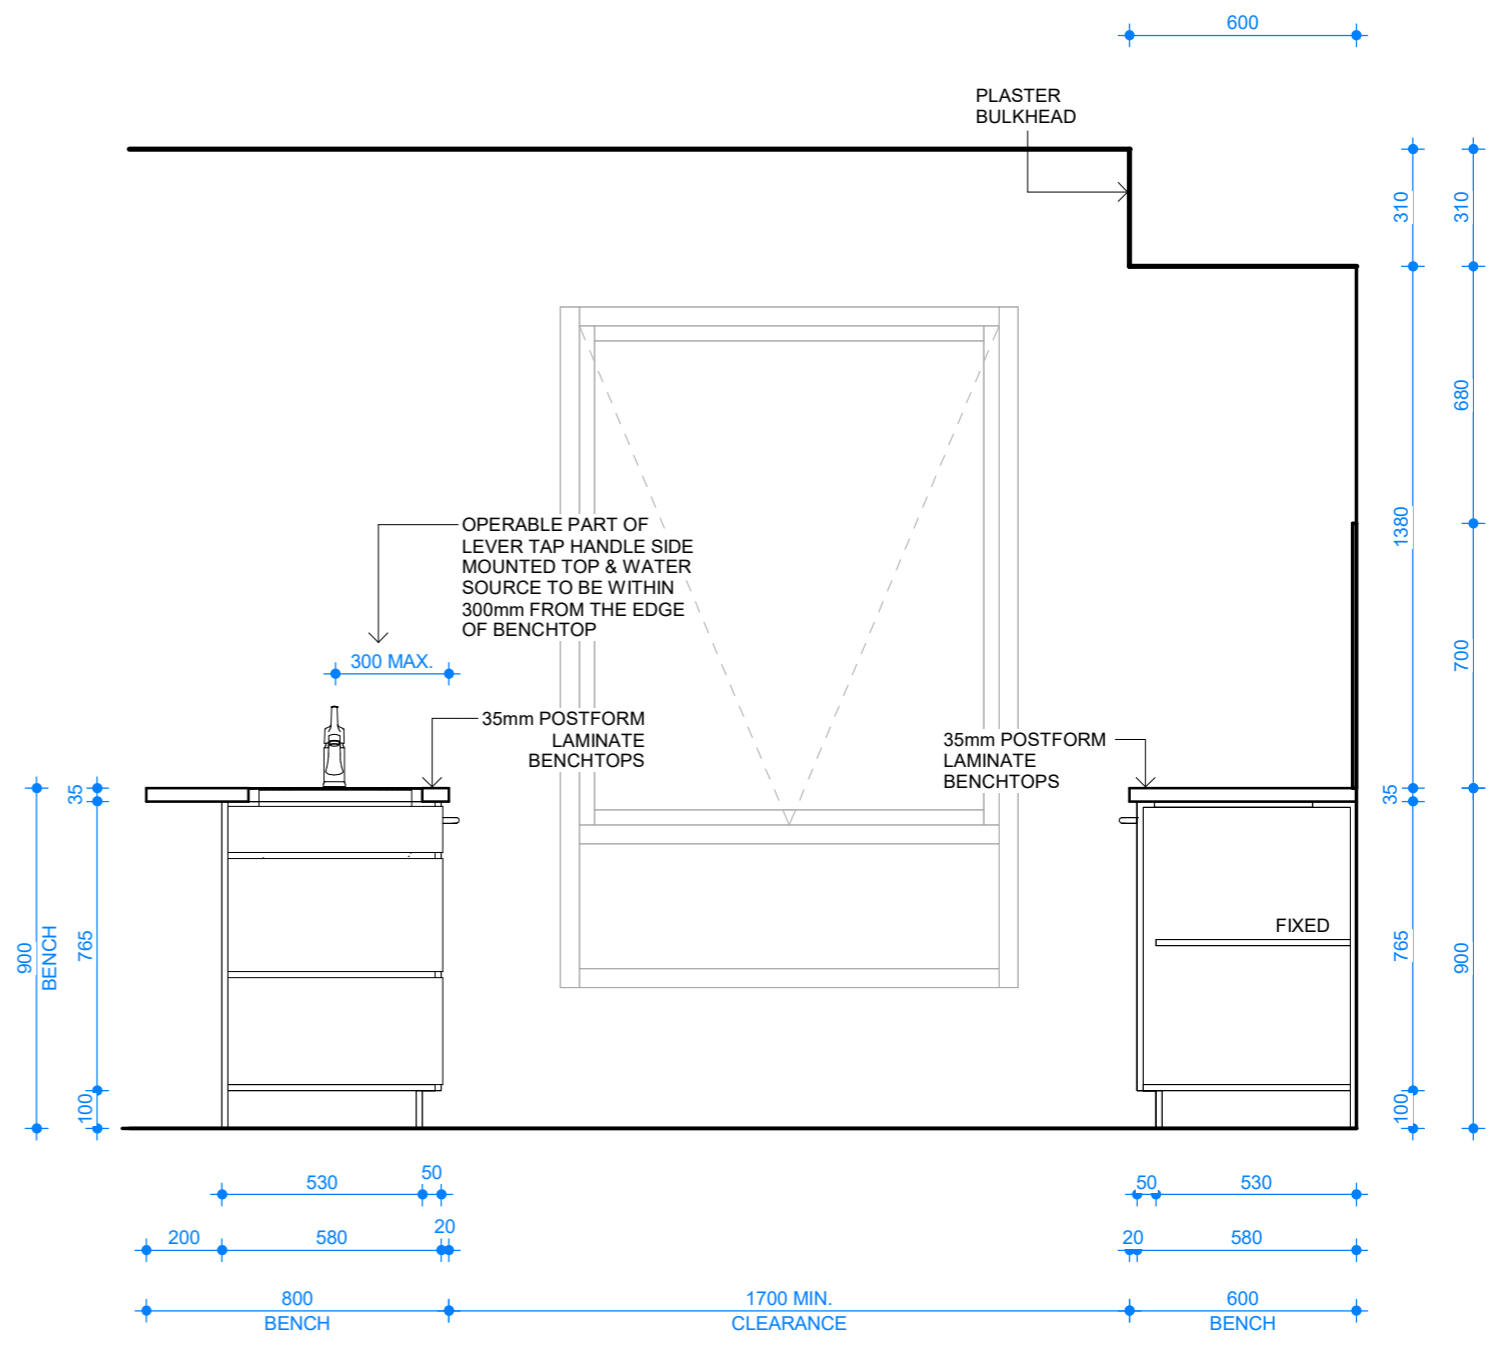 600
PLASTER
BULKHEAD
310
310
680
1380
OPERABLE PART OF
LEVER TAP HANDLE SIDE
MOUNTED TOP & WATER
SOURCE TO BE WITHIN
300mm FROM THE EDGE
OF BENCHTOP
300 MAX.
700
35mm POSTFORM
LAMINATE
BENCHTOPS
35mm POSTFORM
LAMINATE
BENCHTOPS
35
35
FIXED
900
BENCH
765
765
900
100
100
530
50
50
530
200
580
20
20
580
800
BENCH
1700 MIN.
CLEARANCE
600
BENCH